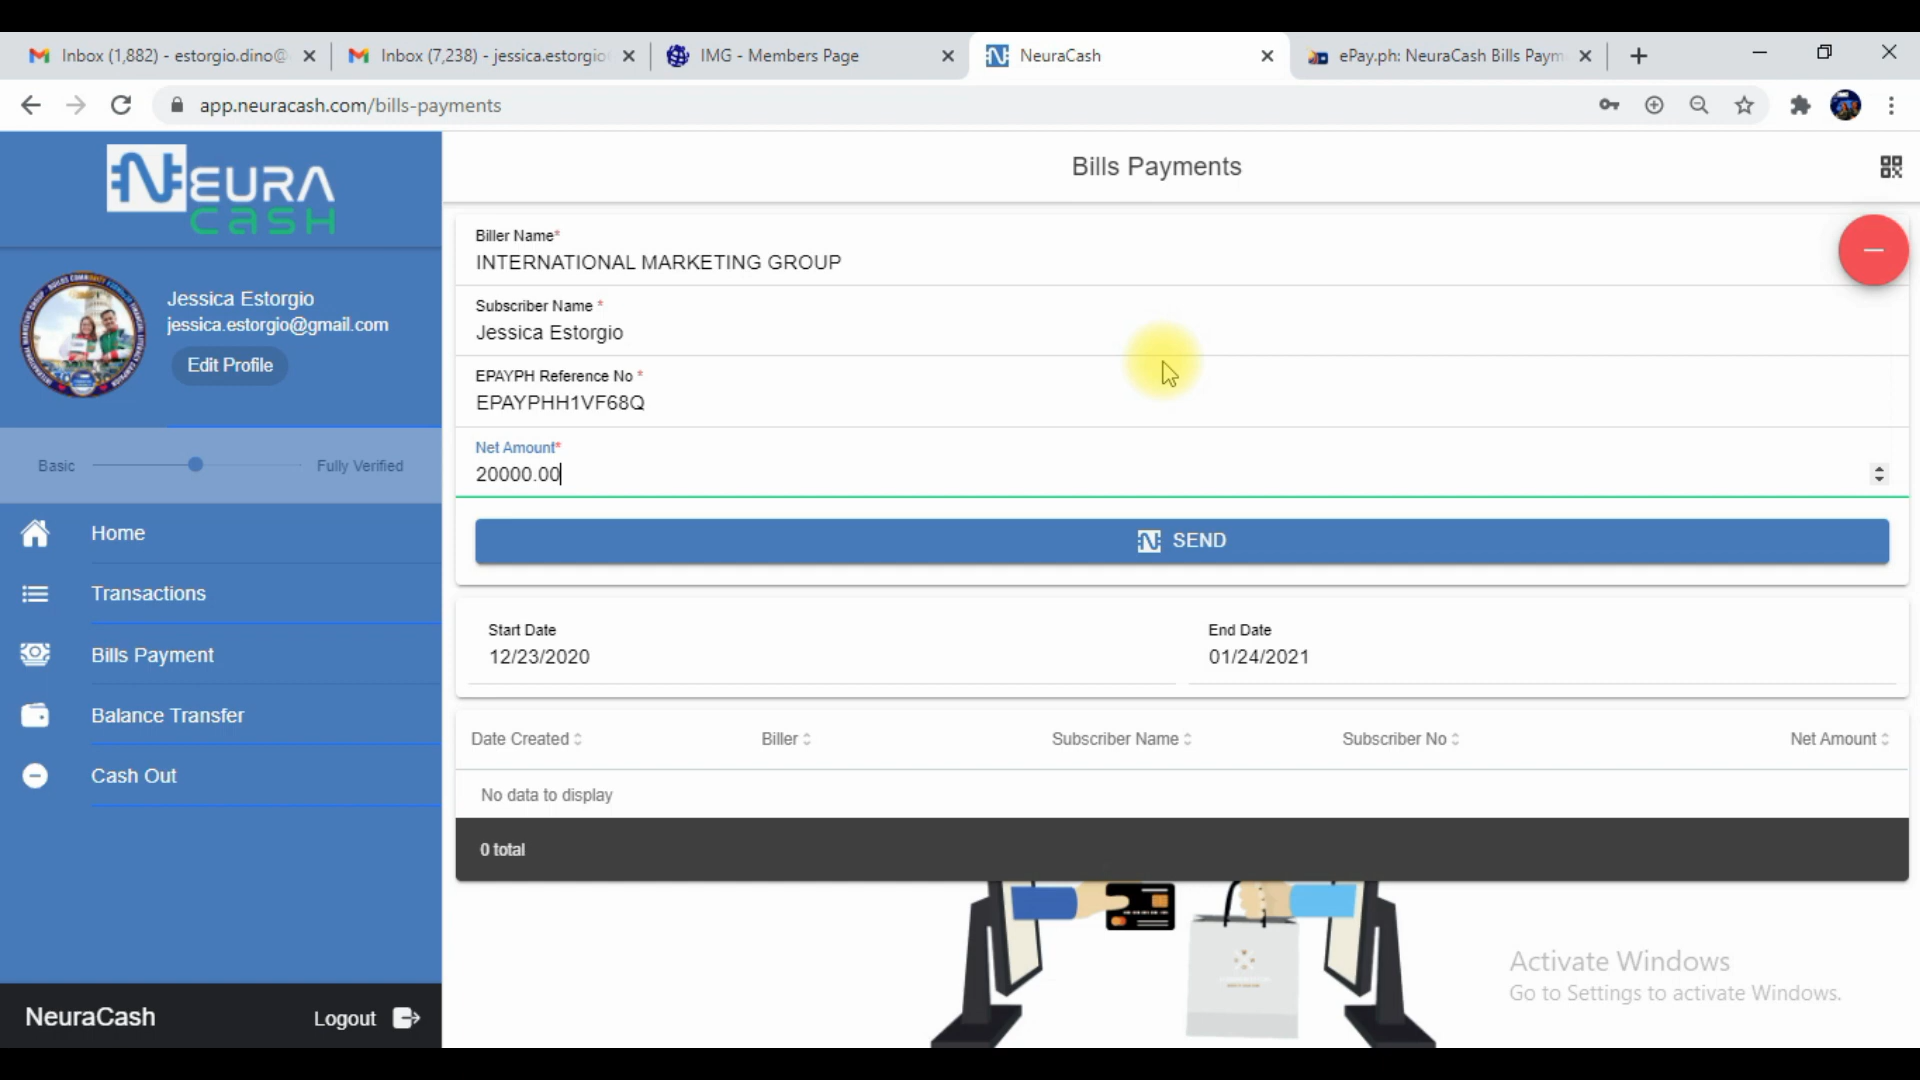 Inbox (1,882) - estorgio.dino@
Inbox (7,238) - jessica.estorgio
IMG - Members Page
NeuraCash
ePay.ph: NeuraCash Bills Paym
app.neuracash.com/bills-payments
NEURA
CASH
Bills Payments
Jessica Estorgio
jessica.estorgio@gmail.com
Edit Profile
Basic
Fully Verified
Home
Transactions
Bills Payment
Balance Transfer
Cash Out
NeuraCash
Logout
Biller Name*
INTERNATIONAL MARKETING GROUP
Subscriber Name *
Jessica Estorgio
EPAYPH Reference No *
EPAYPHH1VF68Q
Net Amount*
20000.00
SEND
Start Date
12/23/2020
End Date
01/24/2021
Date Created
Biller
Subscriber Name
Subscriber No
Net Amount
No data to display
0 total
Activate Windows
Go to Settings to activate Windows.